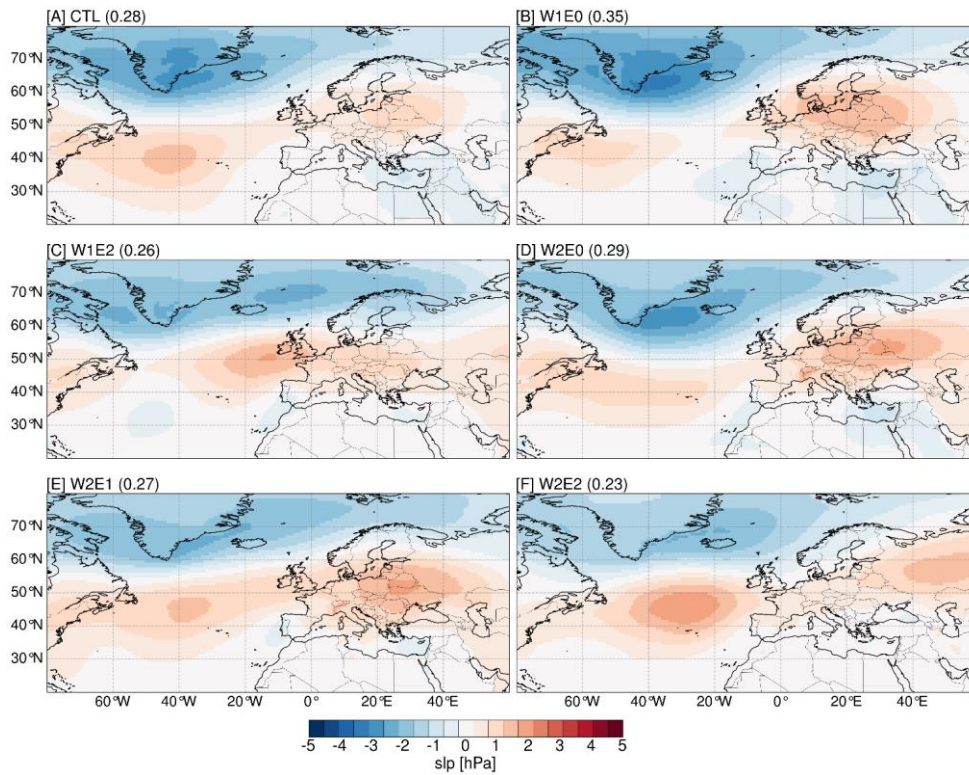 [A] CTL (0.28)
[B] W1E0 (0.35)
70°N
60°N
50°N
40°N
30°N
[C] W1E2 (0.26)
[D] W2E0 (0.29)
70°N
60°N
50°N
40°N
30°N
[E] W2E1 (0.27)
[F] W2E2 (0.23)
70°N
60°N
50°N
40°N
30°N
60°W 40°W 20°W 0° 20°E 40°E 60°W 40°W 20°W 0° 20°E 40°E
-5 -4 -3 -2 -1 0 1 2 3 4 5
slp [hPa]